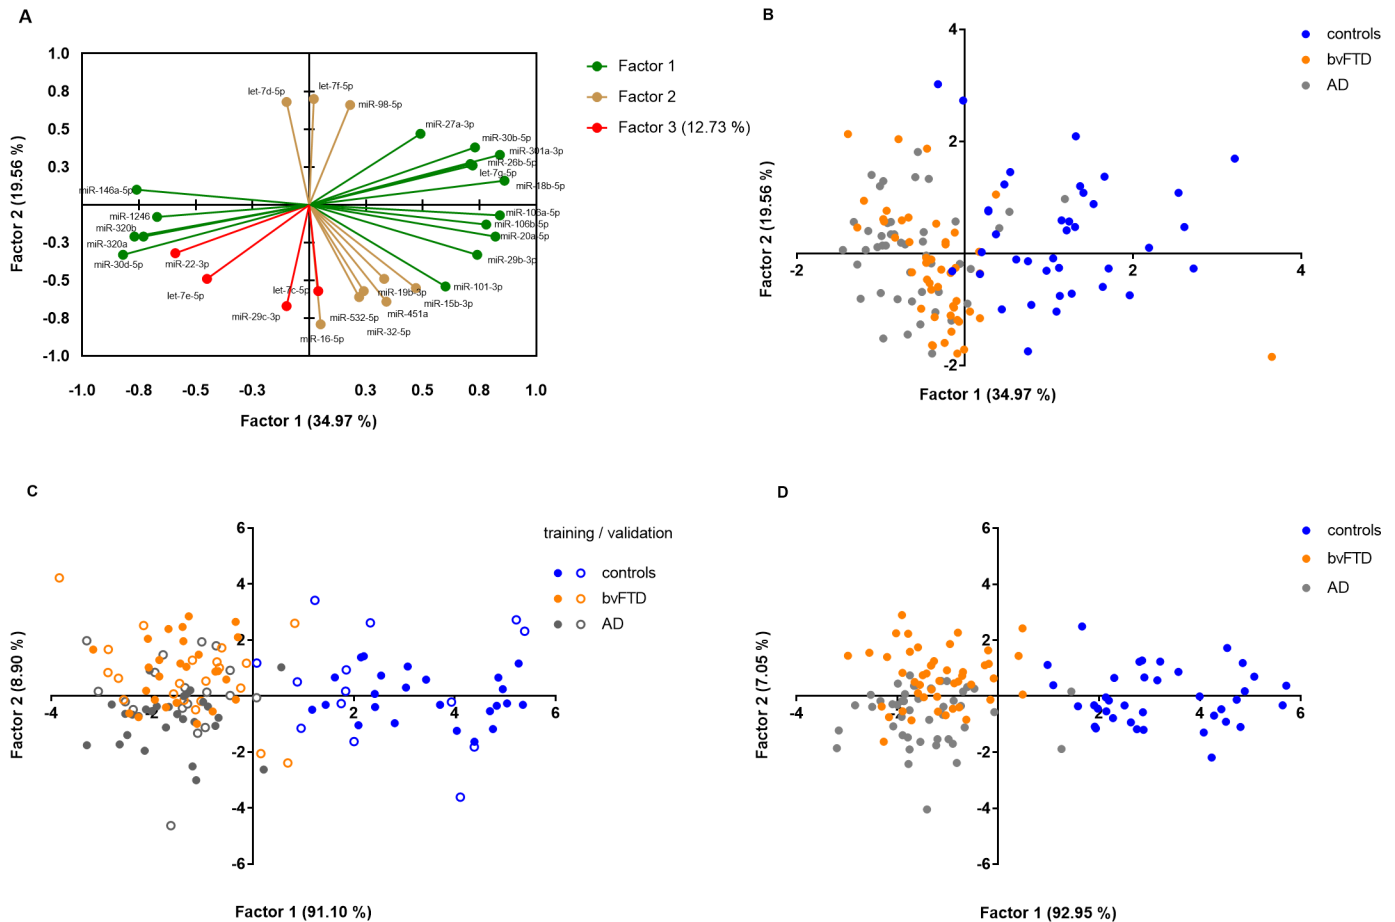 A
1.0
0.8
0.5
0.3
-0.3
-0.5
-0.8
-1.0
-1.0
-0.8
-0.5
-0.3
0.3
0.5
0.8
1.0
Factor 2 (19.56 %)
Factor 1 (34.97 %)
let-7d-5p
let-7f-5p
miR-98-5p
miR-27a-3p
miR-30b-5p
miR-301a-3p
miR-26b-5p
let-7g-5p
miR-18b-5p
miR-146a-5p
miR-1246
miR-320b
miR-320a
miR-30d-5p
miR-22-3p
let-7e-5p
let-7c-5p
miR-29c-3p
miR-16-5p
miR-532-5p
miR-32-5p
miR-451a
miR-19b-3p
miR-15b-3p
miR-101-3p
miR-29b-3p
miR-20a-5p
miR-106b-5p
miR-106a-5p
Factor 1
Factor 2
Factor 3 (12.73 %)
B
4
2
-2
-2
2
4
Factor 2 (19.56 %)
Factor 1 (34.97 %)
controls
bvFTD
AD
C
6
4
2
-2
-4
-6
-4
-2
2
4
6
Factor 2 (8.90 %)
Factor 1 (91.10 %)
training / validation
controls
bvFTD
AD
D
6
4
2
-2
-4
-6
-4
-2
2
4
6
Factor 2 (7.05 %)
Factor 1 (92.95 %)
controls
bvFTD
AD